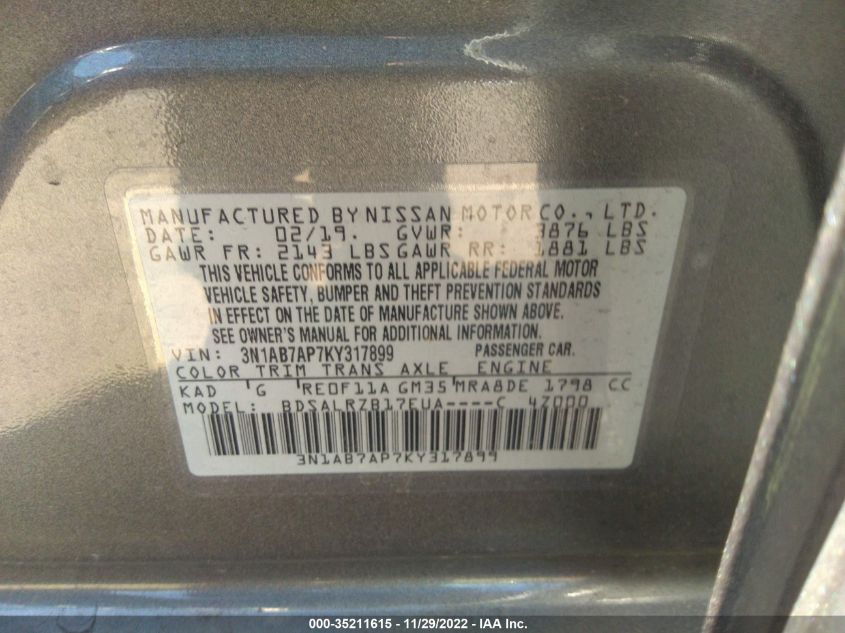 MANUFACTURED BY NISSAN MOTOR CO., LTD.
DATE: 02/19. GVWR: 3876 LBS
GAWR FR: 2143 LBS GAWR RR: 1881 LBS
THIS VEHICLE CONFORMS TO ALL APPLICABLE FEDERAL MOTOR
VEHICLE SAFETY, BUMPER AND THEFT PREVENTION STANDARDS
IN EFFECT ON THE DATE OF MANUFACTURE SHOWN ABOVE.
SEE OWNER'S MANUAL FOR ADDITIONAL INFORMATION.
VIN: 3N1AB7AP7KY317899 PASSENGER CAR.
COLOR TRIM TRANS AXLE ENGINE
KAD G RE0F11A GM35 MRA8DE 1798 CC
MODEL: BDSALRZB17EUA----C 4Z000
3N1AB7AP7KY317899
000-35211615 - 11/29/2022 - IAA Inc.